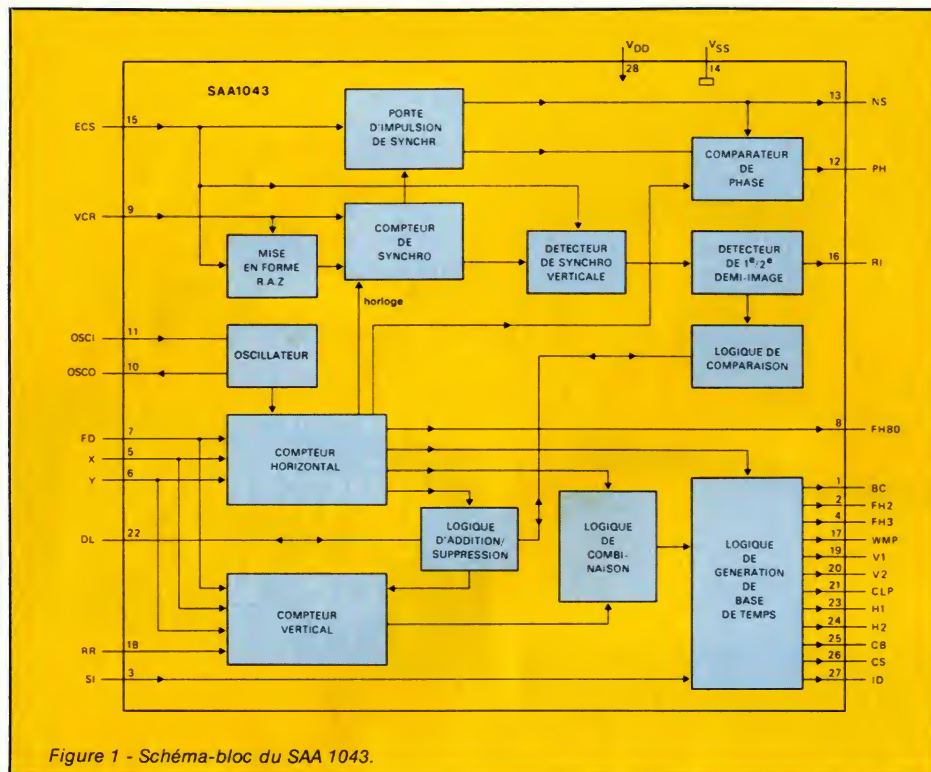 V_DD
V_SS
28
14
SAA1043
ECS
15
PORTE
D'IMPULSION
DE SYNCHR.
13
NS
COMPARATEUR
DE
PHASE
12
PH
VCR
9
MISE
EN FORME
R.A.Z
COMPTEUR
DE
SYNCHRO
DETECTEUR
DE SYNCHRO
VERTICALE
DETECTEUR
DE 1e/2e
DEMI-IMAGE
16
RI
horloge
OSCI
11
OSCO
10
OSCILLATEUR
LOGIQUE DE
COMPARAISON
FD
7
X
5
Y
6
COMPTEUR
HORIZONTAL
8
FH80
DL
22
LOGIQUE
D'ADDITION/
SUPPRESSION
LOGIQUE
DE
COMBI-
NAISON
LOGIQUE
DE
GENERATION
DE
BASE
DE TEMPS
COMPTEUR
VERTICAL
RR
18
SI
3
1
BC
2
FH2
4
FH3
17
WMP
19
V1
20
V2
21
CLP
23
H1
24
H2
25
CB
26
CS
27
ID
Figure 1 - Schéma-bloc du SAA 1043.